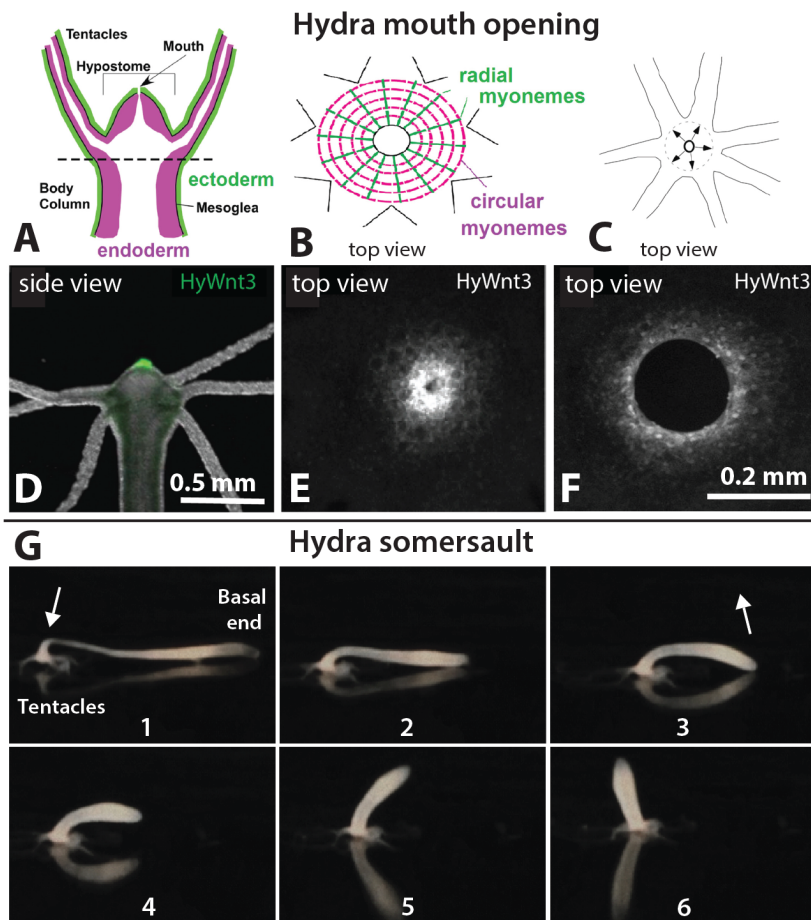 Hydra mouth opening
Tentacles
Mouth
Hypostome
ectoderm
Body
Column
Mesoglea
A
endoderm
radial
myonemes
circular
myonemes
B
top view
C
top view
side view
HyWnt3
D
0.5 mm
top view
HyWnt3
E
top view
HyWnt3
F
0.2 mm
G
Hydra somersault
Basal
end
Tentacles
1
2
3
4
5
6